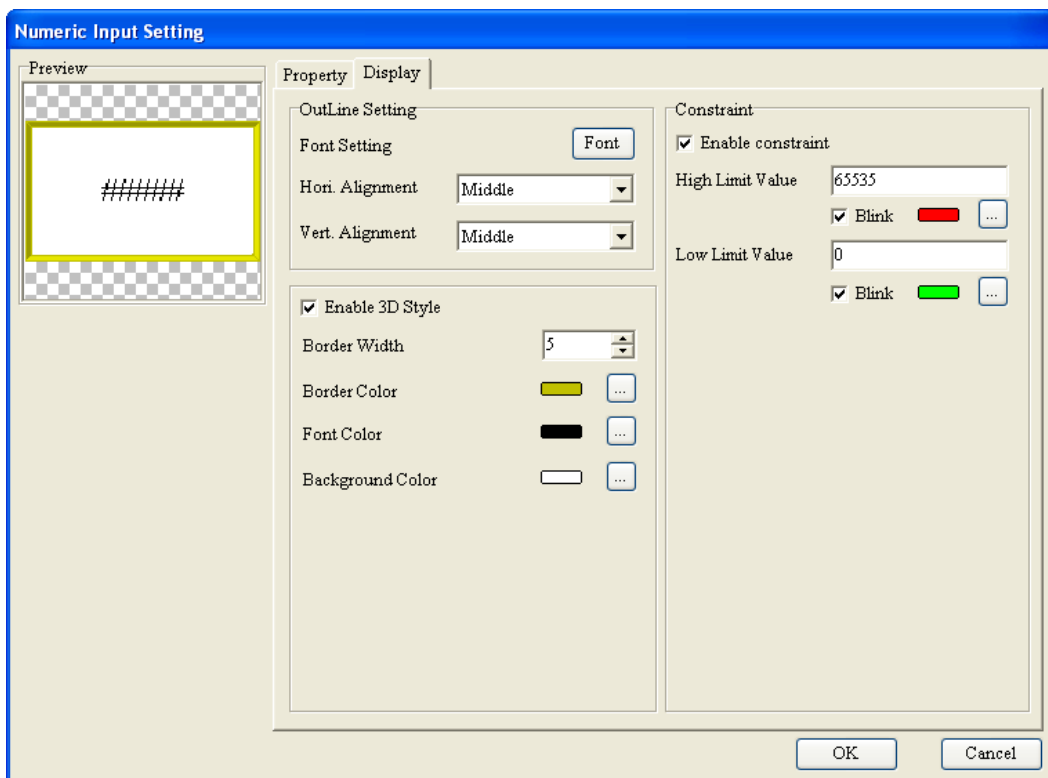 Numeric Input Setting
Preview
########
Property
Display
OutLine Setting
Font Setting
Font
Hori. Alignment
Middle
Vert. Alignment
Middle
Enable 3D Style
Border Width
5
Border Color
...
Font Color
...
Background Color
...
Constraint
Enable constraint
High Limit Value
65535
Blink
...
Low Limit Value
0
Blink
...
OK
Cancel